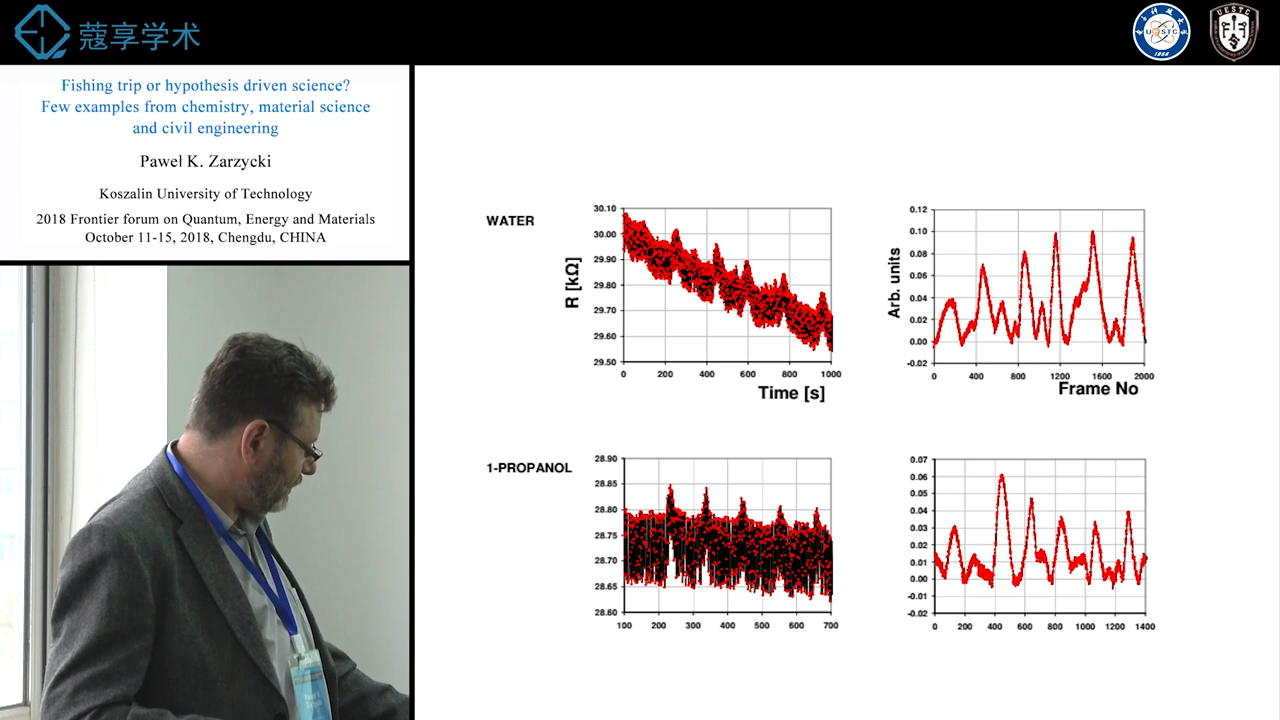 蔻享学术
UESTC
Fishing trip or hypothesis driven science?
Few examples from chemistry, material science
and civil engineering
Paweł K. Zarzycki
Koszalin University of Technology
2018 Frontier forum on Quantum, Energy and Materials
October 11-15, 2018, Chengdu, CHINA
WATER
R [kΩ]
30.10
30.00
29.90
29.80
29.70
29.60
29.50
0 200 400 600 800 1000
Time [s]
Arb. units
0.12
0.10
0.08
0.06
0.04
0.02
0.00
-0.02
0 400 800 1200 1600 2000
Frame No
1-PROPANOL
28.90
28.85
28.80
28.75
28.70
28.65
28.60
100 200 300 400 500 600 700
0.07
0.06
0.05
0.04
0.03
0.02
0.01
0.00
-0.01
-0.02
0 200 400 600 800 1000 1200 1400